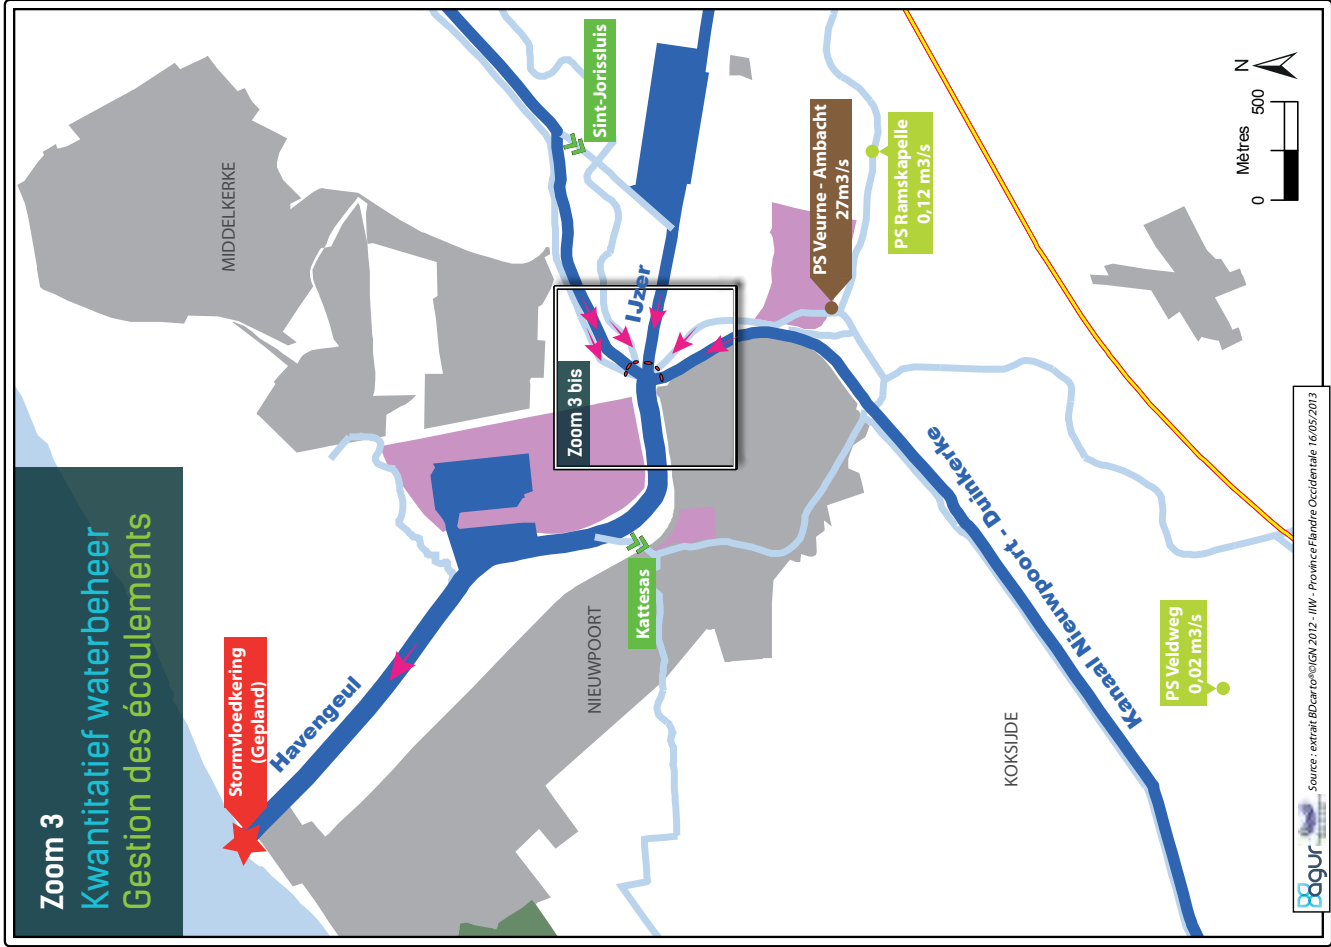 Zoom 3
Kwantitatief waterbeheer
Gestion des écoulements
Stormvloedkering
(Gepland)
Havengeul
MIDDELKERKE
NIEUWPOORT
Kattesas
Zoom 3 bis
IJzer
Sint-Jorissluis
PS Veurne - Ambacht
27m3/s
PS Ramskapelle
0,12 m3/s
Kanaal Nieuwpoort - Duinkerke
KOKSIJDE
PS Veldweg
0,02 m3/s
N
Mètres
0 500
agur
Source : extrait BDcarto®©IGN 2012 - IIW - Province Flandre Occidentale 16/05/2013